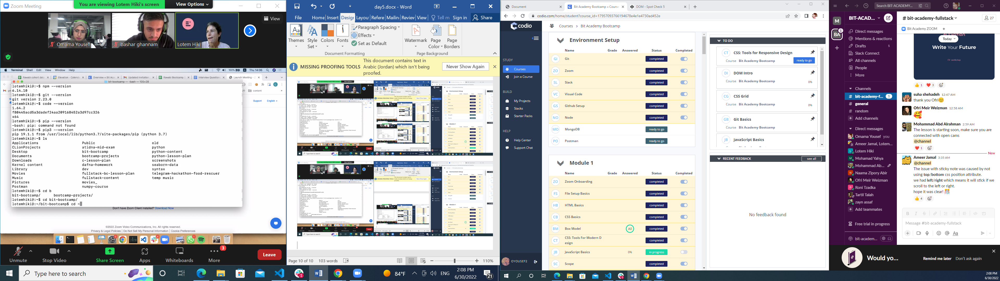 Zoom Meeting
You are viewing Lotem Hiki's screen
View Options
Omama Yousef
bashar ghannam
Lotem Hiki
View
Terminal Shell Edit View Window Help
100%
Thu 14:06
Rawabi cohort dat
Elevation - Calend
Overview « Bit Ac
Updated invitation
Rawabi Bootcamp
Interview Question
Launch Meeting - Z
bit-bootcamp — -bash — 105×28
lotemhiki@:~$ npm --version
6.14.10
lotemhiki@:~$ git --version
git version 2.23.0
lotemhiki@:~$ code --version
1.64.2
f80445acd5a3dadef24aa209168452a3d97cc326
x64
lotemhiki@:~$ pip --version
-bash: pip: command not found
lotemhiki@:~$ pip3 --version
pip 19.1.1 from /usr/local/lib/python3.7/site-packages/pip (python 3.7)
lotemhiki@:~$ ls
Applications Public old
CLionProjects atidna-mid-exam python
Desktop bit-bootcamp python-content
Documents bootcamp-projects python-lesson-plan
Downloads c-lesson-plan screenshots
Kernel content dafna-homework seaborn-data
Library dev syntax
Movies fullstack-bc-lesson-plan telegram-hackathon-food-rescuer
Music fullstack-content temp music
Pictures movies_
Postman numpy-course
lotemhiki@:~$ cd b
bit-bootcamp/ bootcamp-projects/
lotemhiki@:~$ cd bit-bootcamp/
lotemhiki@:~/bit-bootcamp$ cd ~
content
Support English
Don't have Zoom Client installed? Download Now
©2022 Zoom Video Communications, Inc. All rights reserved.
Privacy & Legal Policies | Do Not Sell My Personal Information | Cookie Preferences
Unmute
Stop Video
Share Screen
Apps
Whiteboards
More
3
Leave
Type here to search
84°F
ENG
2:08 PM
6/30/2022
21
day5.docx - Word
File Home Insert Design Layou Refere Mailin Review View Tell m Sign in Share
Themes
Style Set
Colors
Fonts
Paragraph Spacing
Effects
Set as Default
Document Formatting
Watermark
Page Color
Page Borders
Page Background
MISSING PROOFING TOOLS
This document contains text in
Arabic (Jordan) which isn't being
proofed.
Never Show Again
Page 10 of 10 103 words
110%
Document
Bit Academy Bootcamp « Course
DOM - Spot Check 5
codio.com/home/student?course_id=17957093766194678e4e1e4730ad452e
codio
Courses > Bit Academy Bootcamp
STUDY
Courses
Join a Course
BUILD
My Projects
Stacks
Starter Packs
HELP
Help Center
Support Chat
OYOUSEF2
Environment Setup
Name Grade Answered Status Completed
GI Git completed
ZO Zoom completed
SL Slack completed
VC Visual Code completed
GS Github Setup completed
NO Node completed
MO MongoDB ready to go
PO Postman ready to go
Module 1
Name Grade Answered Status Completed
ZO Zoom Onboarding completed
FS File Setup Basics completed
HB HTML Basics completed
CB CSS Basics completed
BM Box Model All completed
CT CSS: Tools For Modern D
esign completed
JB JavaScript Basics 0% in progress
SC Scope completed
TO DO
CT CSS: Tools for Responsive Design
Course Bit Academy Bootcamp ready to go
DI DOM Intro
Course Bit Academy Bootcamp 0%
CG CSS Grid
Course Bit Academy Bootcamp 0%
GB Git Basics
Course Bit Academy Bootcamp
JB JavaScript Basics
RECENT FEEDBACK
see all
No feedback found
Search BIT-ACADEMY...
BIT-ACAD...
M
BA
1
Direct messages
Mentions & reactions
Drafts 1
Slack Connect
All channels
People
More
Channels
# bit-academy-f... 1
# general
# random
Add channels
Direct messages
Omama Yousef you
Ameer Jamal, Lotem...
Lotem Hiki
Mohamad Yahya
Mohammad Ab...
Naama Zipory Abir
Ofri Meir Weizman
Roni Tzadka
Tartil Talah
zayn assaf
Add teammates
Free trial in progress
bit-academ...
# bit-academy-fullstack
27
Bit Academy ZOOM
Today
Write Your Future
1
3
suha shehadeh 12:47 AM
thank you Ofri
Ofri Meir Weizman 12:58 AM
Mohammad Abd Alrahman 2:59 AM
The lesson is starting soon, make sure you are
connected with open cams
@channel
1
New
Ameer Jamal 3:35 AM
@channel
The issue with sticky note was caused by not
using top/bottom css position attribute.
we had left/right which means it will stick if we
scroll to the left or right.
hope it was clear!
4
Message #bit-academy-fullstack
Would yo...
Remind me later
Don't ask again
2:08 PM
6/30/2022